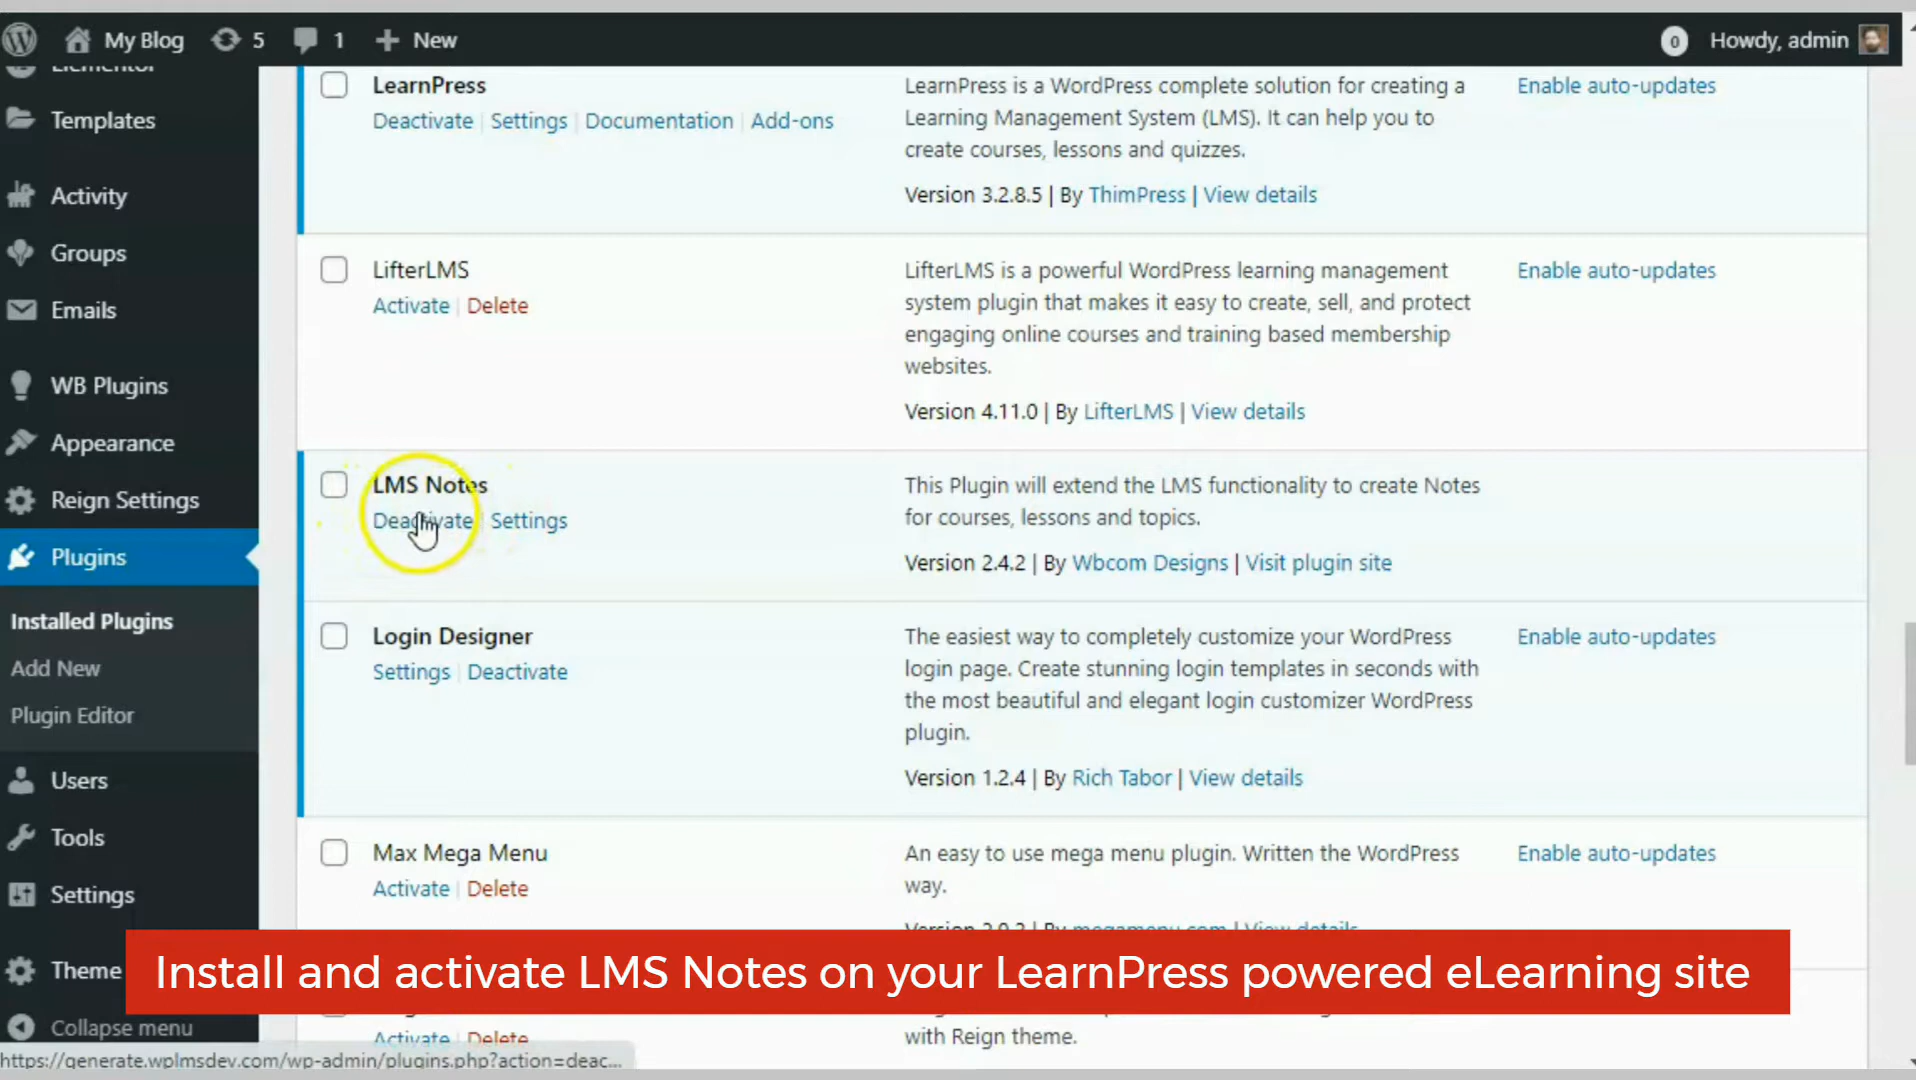 My Blog 5 1 New
0 Howdy, admin
Elementor
Templates
Activity
Groups
Emails
WB Plugins
Appearance
Reign Settings
Plugins
Installed Plugins
Add New
Plugin Editor
Users
Tools
Settings
Theme
Collapse menu
LearnPress
Deactivate | Settings | Documentation | Add-ons
LearnPress is a WordPress complete solution for creating a
Learning Management System (LMS). It can help you to
create courses, lessons and quizzes.
Version 3.2.8.5 | By ThimPress | View details
Enable auto-updates
LifterLMS
Activate | Delete
LifterLMS is a powerful WordPress learning management
system plugin that makes it easy to create, sell, and protect
engaging online courses and training based membership
websites.
Version 4.11.0 | By LifterLMS | View details
Enable auto-updates
LMS Notes
Deactivate | Settings
This Plugin will extend the LMS functionality to create Notes
for courses, lessons and topics.
Version 2.4.2 | By Wbcom Designs | Visit plugin site
Login Designer
Settings | Deactivate
The easiest way to completely customize your WordPress
login page. Create stunning login templates in seconds with
the most beautiful and elegant login customizer WordPress
plugin.
Version 1.2.4 | By Rich Tabor | View details
Enable auto-updates
Max Mega Menu
Activate | Delete
An easy to use mega menu plugin. Written the WordPress
way.
Version 2.9.2 | By megamenu.com | View details
Enable auto-updates
Install and activate LMS Notes on your LearnPress powered eLearning site
Activate | Delete
with Reign theme.
https://generate.wplmsdev.com/wp-admin/plugins.php?action=deac...